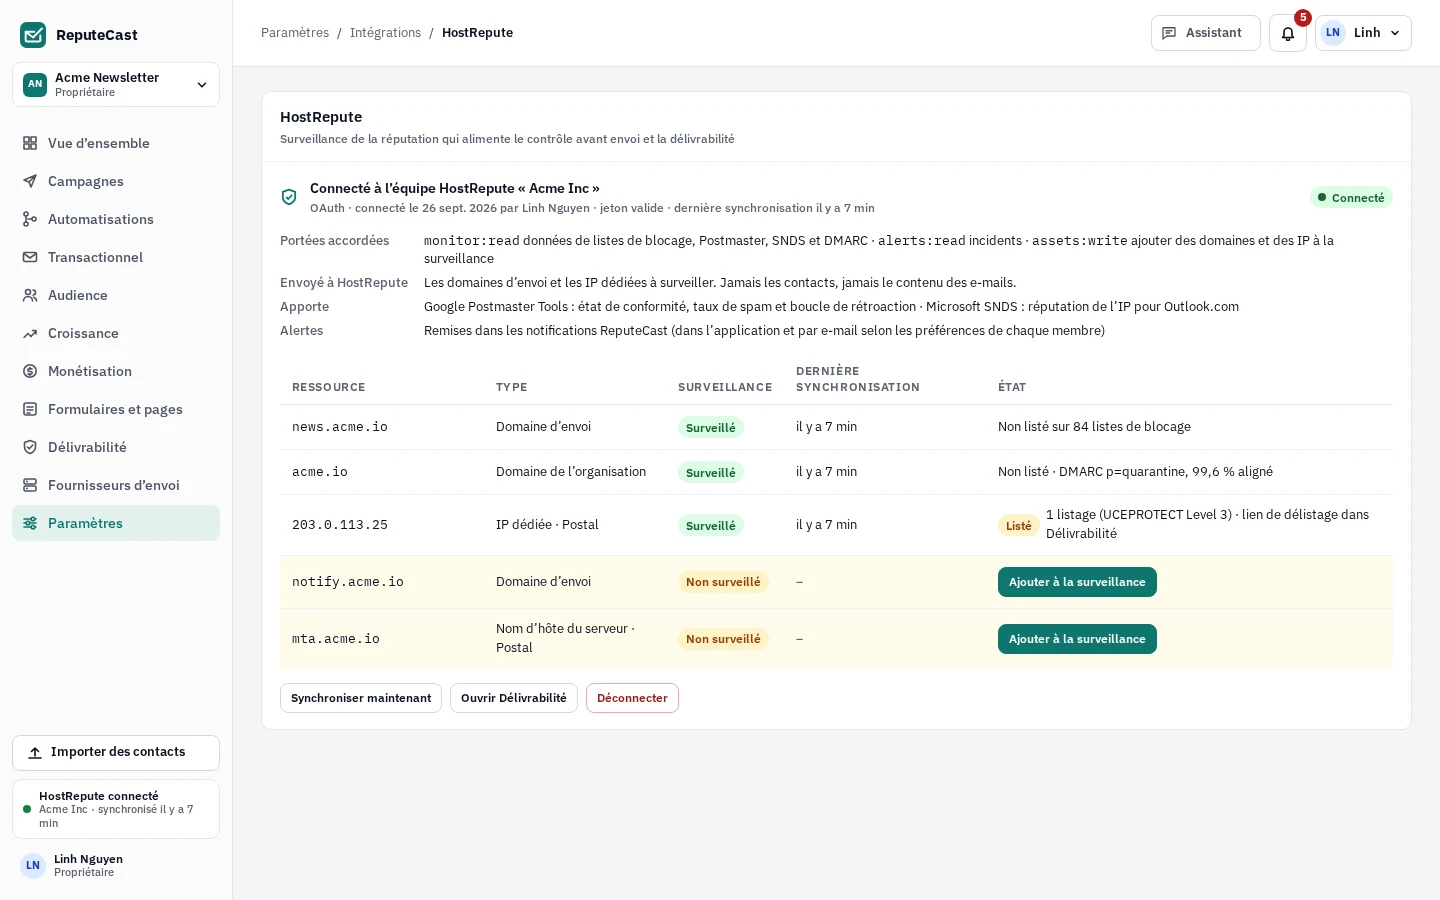 ReputeCast
AN
Acme Newsletter
Propriétaire
Vue d’ensemble
Campagnes
Automatisations
Transactionnel
Audience
Croissance
Monétisation
Formulaires et pages
Délivrabilité
Fournisseurs d’envoi
Paramètres
Importer des contacts
HostRepute connecté
Acme Inc · synchronisé il y a 7
min
LN
Linh Nguyen
Propriétaire
Paramètres / Intégrations / HostRepute
Assistant
5
LN Linh
HostRepute
Surveillance de la réputation qui alimente le contrôle avant envoi et la délivrabilité
Connecté à l’équipe HostRepute « Acme Inc »
OAuth · connecté le 26 sept. 2026 par Linh Nguyen · jeton valide · dernière synchronisation il y a 7 min
Connecté
Portées accordées monitor:read données de listes de blocage, Postmaster, SNDS et DMARC · alerts:read incidents · assets:write ajouter des domaines et des IP à la
surveillance
Envoyé à HostRepute Les domaines d’envoi et les IP dédiées à surveiller. Jamais les contacts, jamais le contenu des e-mails.
Apporte Google Postmaster Tools : état de conformité, taux de spam et boucle de rétroaction · Microsoft SNDS : réputation de l’IP pour Outlook.com
Alertes Remises dans les notifications ReputeCast (dans l’application et par e-mail selon les préférences de chaque membre)
RESSOURCE TYPE SURVEILLANCE DERNIÈRE SYNCHRONISATION ÉTAT
news.acme.io Domaine d’envoi Surveillé il y a 7 min Non listé sur 84 listes de blocage
acme.io Domaine de l’organisation Surveillé il y a 7 min Non listé · DMARC p=quarantine, 99,6 % aligné
203.0.113.25 IP dédiée · Postal Surveillé il y a 7 min Listé 1 listage (UCEPROTECT Level 3) · lien de délistage dans
Délivrabilité
notify.acme.io Domaine d’envoi Non surveillé – Ajouter à la surveillance
mta.acme.io Nom d’hôte du serveur ·
Postal Non surveillé – Ajouter à la surveillance
Synchroniser maintenant Ouvrir Délivrabilité Déconnecter